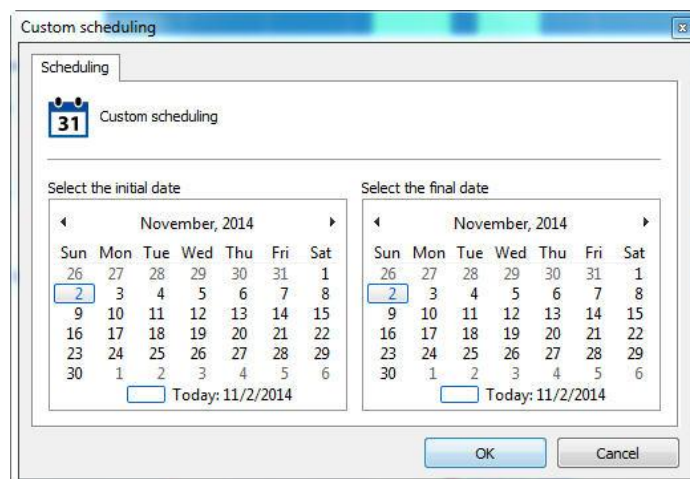 Custom scheduling
Scheduling
31
Custom scheduling
Select the initial date
November, 2014
Sun Mon Tue Wed Thu Fri Sat
26 27 28 29 30 31 1
2 3 4 5 6 7 8
9 10 11 12 13 14 15
16 17 18 19 20 21 22
23 24 25 26 27 28 29
30 1 2 3 4 5 6
Today: 11/2/2014
Select the final date
November, 2014
Sun Mon Tue Wed Thu Fri Sat
26 27 28 29 30 31 1
2 3 4 5 6 7 8
9 10 11 12 13 14 15
16 17 18 19 20 21 22
23 24 25 26 27 28 29
30 1 2 3 4 5 6
Today: 11/2/2014
OK
Cancel